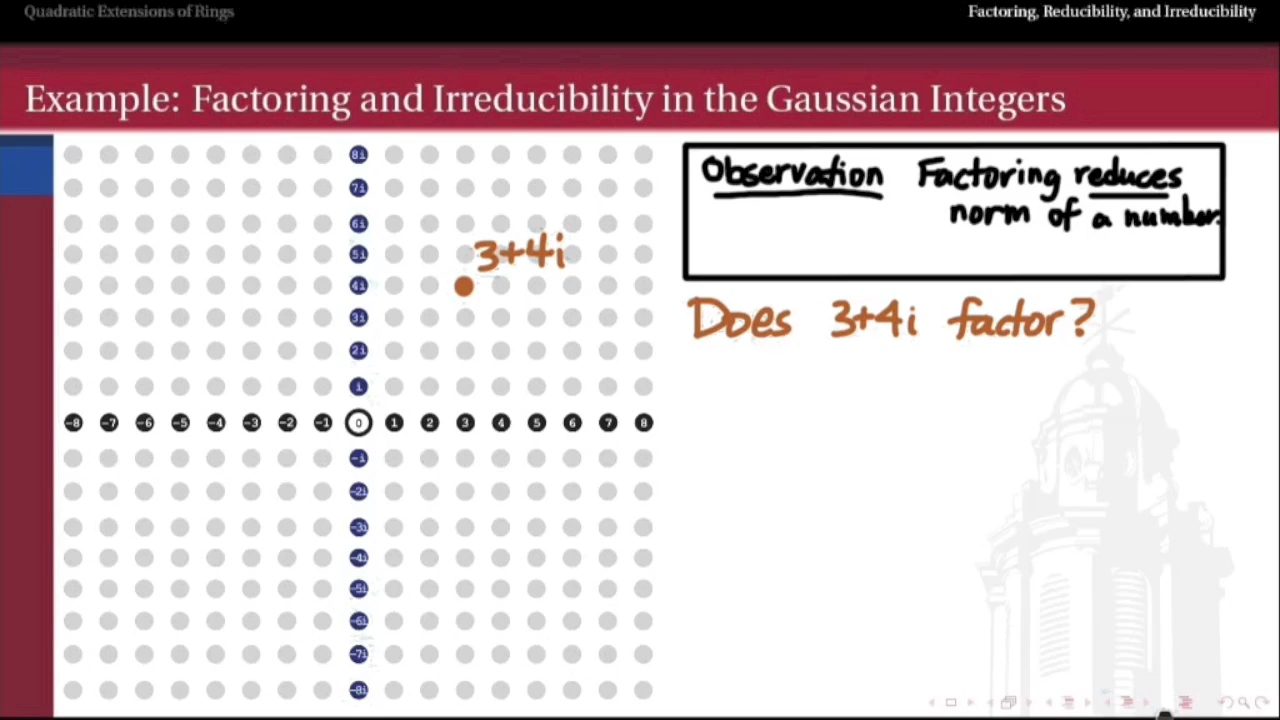 Quadratic Extensions of Rings
Factoring, Reducibility, and Irreducibility
Example: Factoring and Irreducibility in the Gaussian Integers
Observation Factoring reduces
norm of a number.
Does 3+4i factor?
8i
7i
6i
5i
3+4i
4i
3i
2i
i
-8 -7 -6 -5 -4 -3 -2 -1 0 1 2 3 4 5 6 7 8
-i
-2i
-3i
-4i
-5i
-6i
-7i
-8i